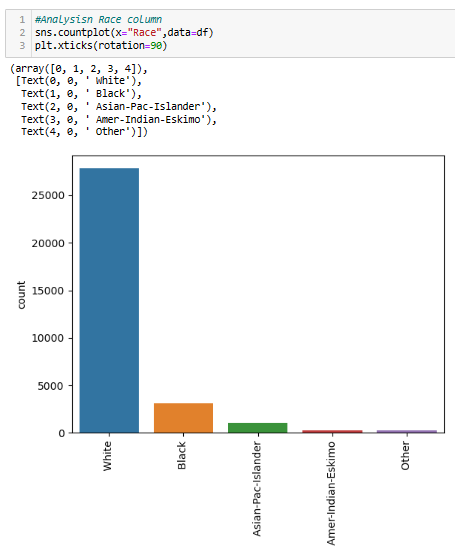 1 #Analysisn Race column
2 sns.countplot(x="Race",data=df)
3 plt.xticks(rotation=90)
(array([0, 1, 2, 3, 4]),
[Text(0, 0, ' White'),
Text(1, 0, ' Black'),
Text(2, 0, ' Asian-Pac-Islander'),
Text(3, 0, ' Amer-Indian-Eskimo'),
Text(4, 0, ' Other')])
25000
20000
15000
10000
5000
0
count
White
Black
Asian-Pac-Islander
Amer-Indian-Eskimo
Other